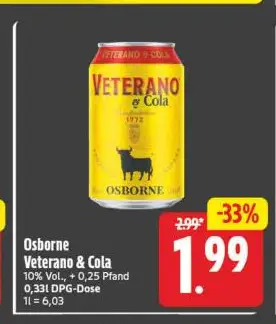 VETERANO & COLA
VETERANO
& Cola
1772
OSBORNE
-33%
2.99*
1.99
Osborne
Veterano & Cola
10% Vol., + 0,25 Pfand
0,33l DPG-Dose
1l = 6,03